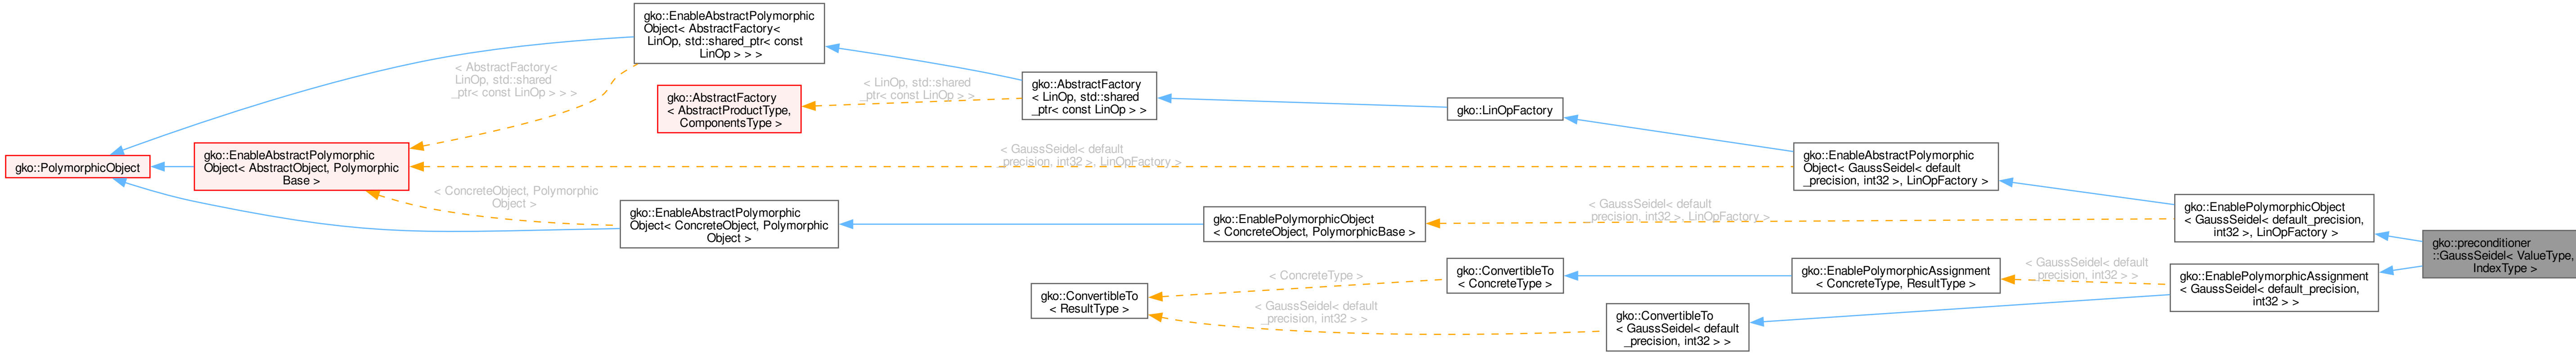 gko::EnableAbstractPolymorphic
Object< AbstractFactory<
LinOp, std::shared_ptr< const
LinOp > > >
< AbstractFactory<
LinOp, std::shared
_ptr< const LinOp > > >
gko::AbstractFactory
< AbstractProductType,
ComponentsType >
< LinOp, std::shared
_ptr< const LinOp > >
gko::AbstractFactory
< LinOp, std::shared
_ptr< const LinOp > >
gko::LinOpFactory
gko::PolymorphicObject
gko::EnableAbstractPolymorphic
Object< AbstractObject, Polymorphic
Base >
< GaussSeidel< default
_precision, int32 >, LinOpFactory >
gko::EnableAbstractPolymorphic
Object< GaussSeidel< default
_precision, int32 >, LinOpFactory >
< ConcreteObject, Polymorphic
Object >
gko::EnableAbstractPolymorphic
Object< ConcreteObject, Polymorphic
Object >
gko::EnablePolymorphicObject
< ConcreteObject, PolymorphicBase >
< GaussSeidel< default
_precision, int32 >, LinOpFactory >
gko::EnablePolymorphicObject
< GaussSeidel< default_precision,
int32 >, LinOpFactory >
gko::preconditioner
::GaussSeidel< ValueType,
IndexType >
gko::ConvertibleTo
< ResultType >
< ConcreteType >
gko::ConvertibleTo
< ConcreteType >
gko::EnablePolymorphicAssignment
< ConcreteType, ResultType >
< GaussSeidel< default
_precision, int32 > >
gko::EnablePolymorphicAssignment
< GaussSeidel< default_precision,
int32 > >
< GaussSeidel< default
_precision, int32 > >
gko::ConvertibleTo
< GaussSeidel< default
_precision, int32 > >